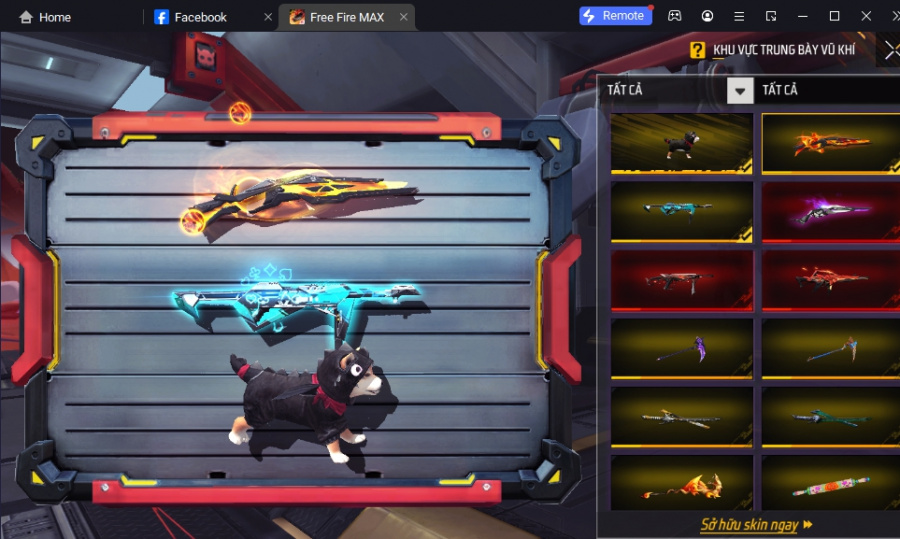 Home
Facebook
Free Fire MAX
Remote
? KHU VỰC TRƯNG BÀY VŨ KHÍ
TẤT CẢ
TẤT CẢ
Sở hữu skin ngay